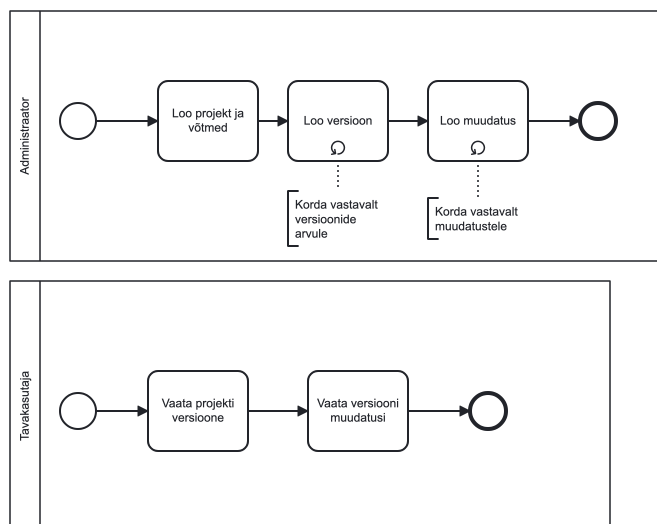 Administraator
Loo projekt ja
võtmed
Loo versioon
Loo muudatus
Korda vastavalt
versioonide
arvule
Korda vastavalt
muudatustele
Tavakasutaja
Vaata projekti
versioone
Vaata versiooni
muudatusi